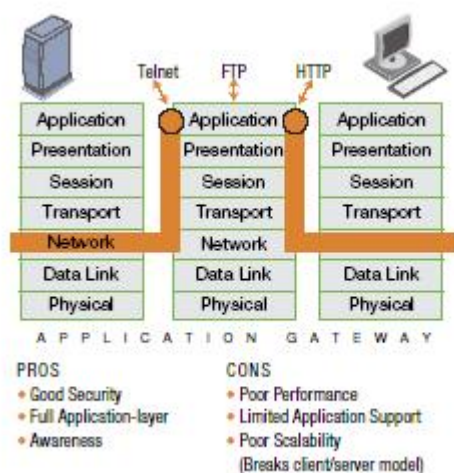 Telnet FTP HTTP
Application Application Application
Presentation Presentation Presentation
Session Session Session
Transport Transport Transport
Network Network
Data Link Data Link Data Link
Physical Physical Physical
APPLICATION GATEWAY
PROS
• Good Security
• Full Application-layer
• Awareness
CONS
• Poor Performance
• Limited Application Support
• Poor Scalability
(Breaks client/server model)